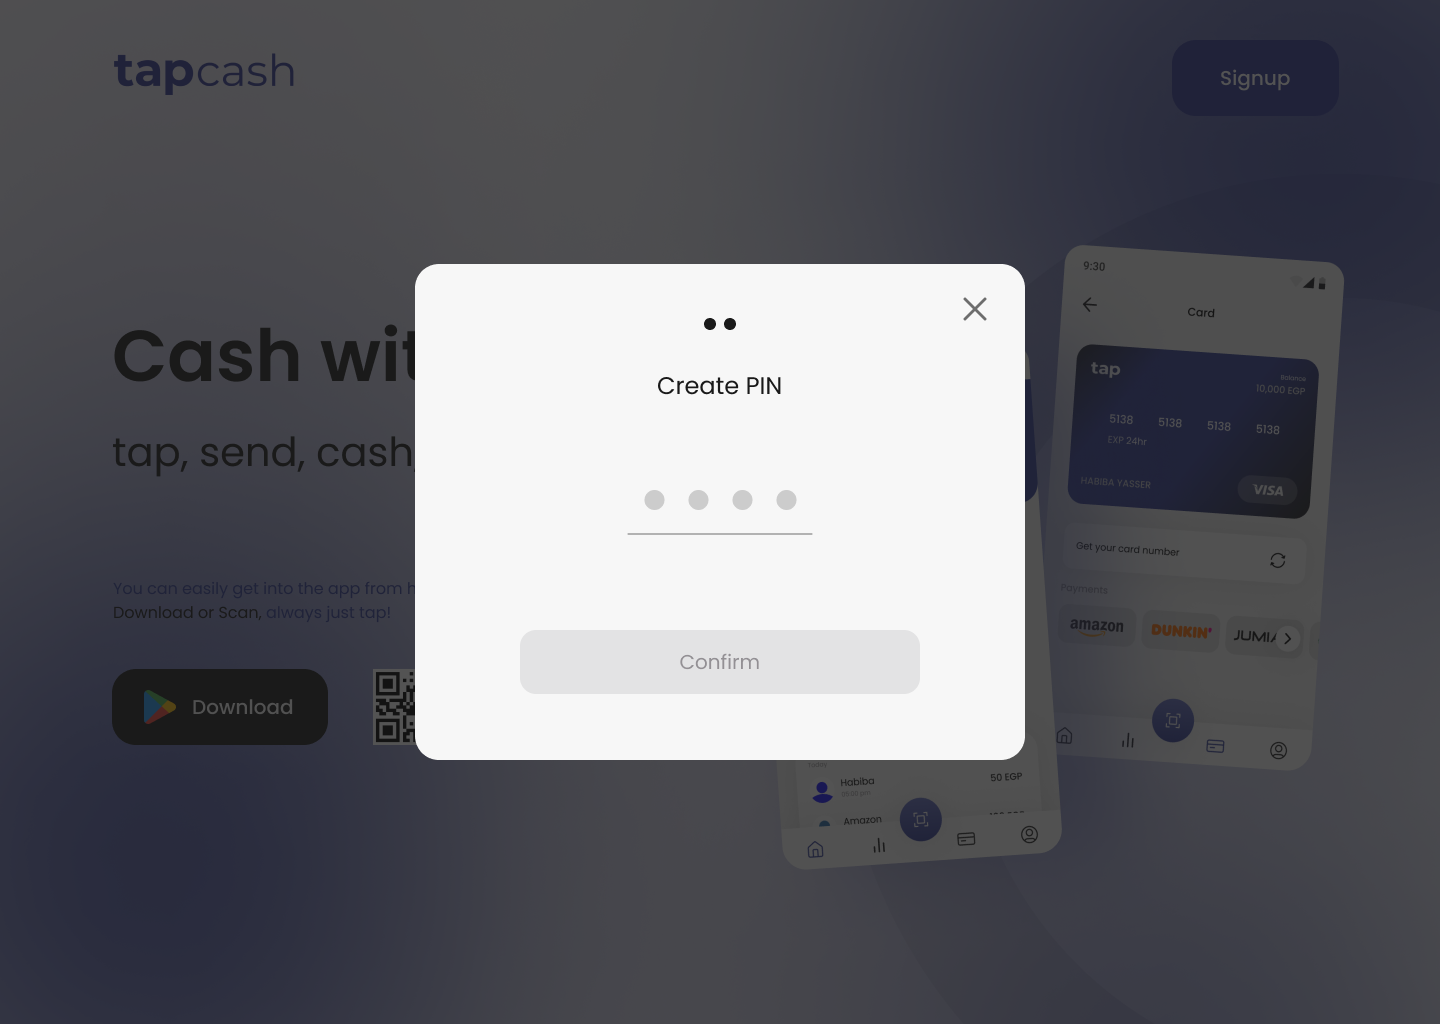 tapcash
Signup
Cash wit
tap, send, cash,
You can easily get into the app from h
Download or Scan, always just tap!
Download
Create PIN
Confirm
9:30
Card
tap
Balance
10,000 EGP
5138 5138 5138 5138
EXP 24hr
HABIBA YASSER
VISA
Get your card number
Payments
amazon DUNKIN' JUMIA
Today
Habiba
50 EGP
Amazon